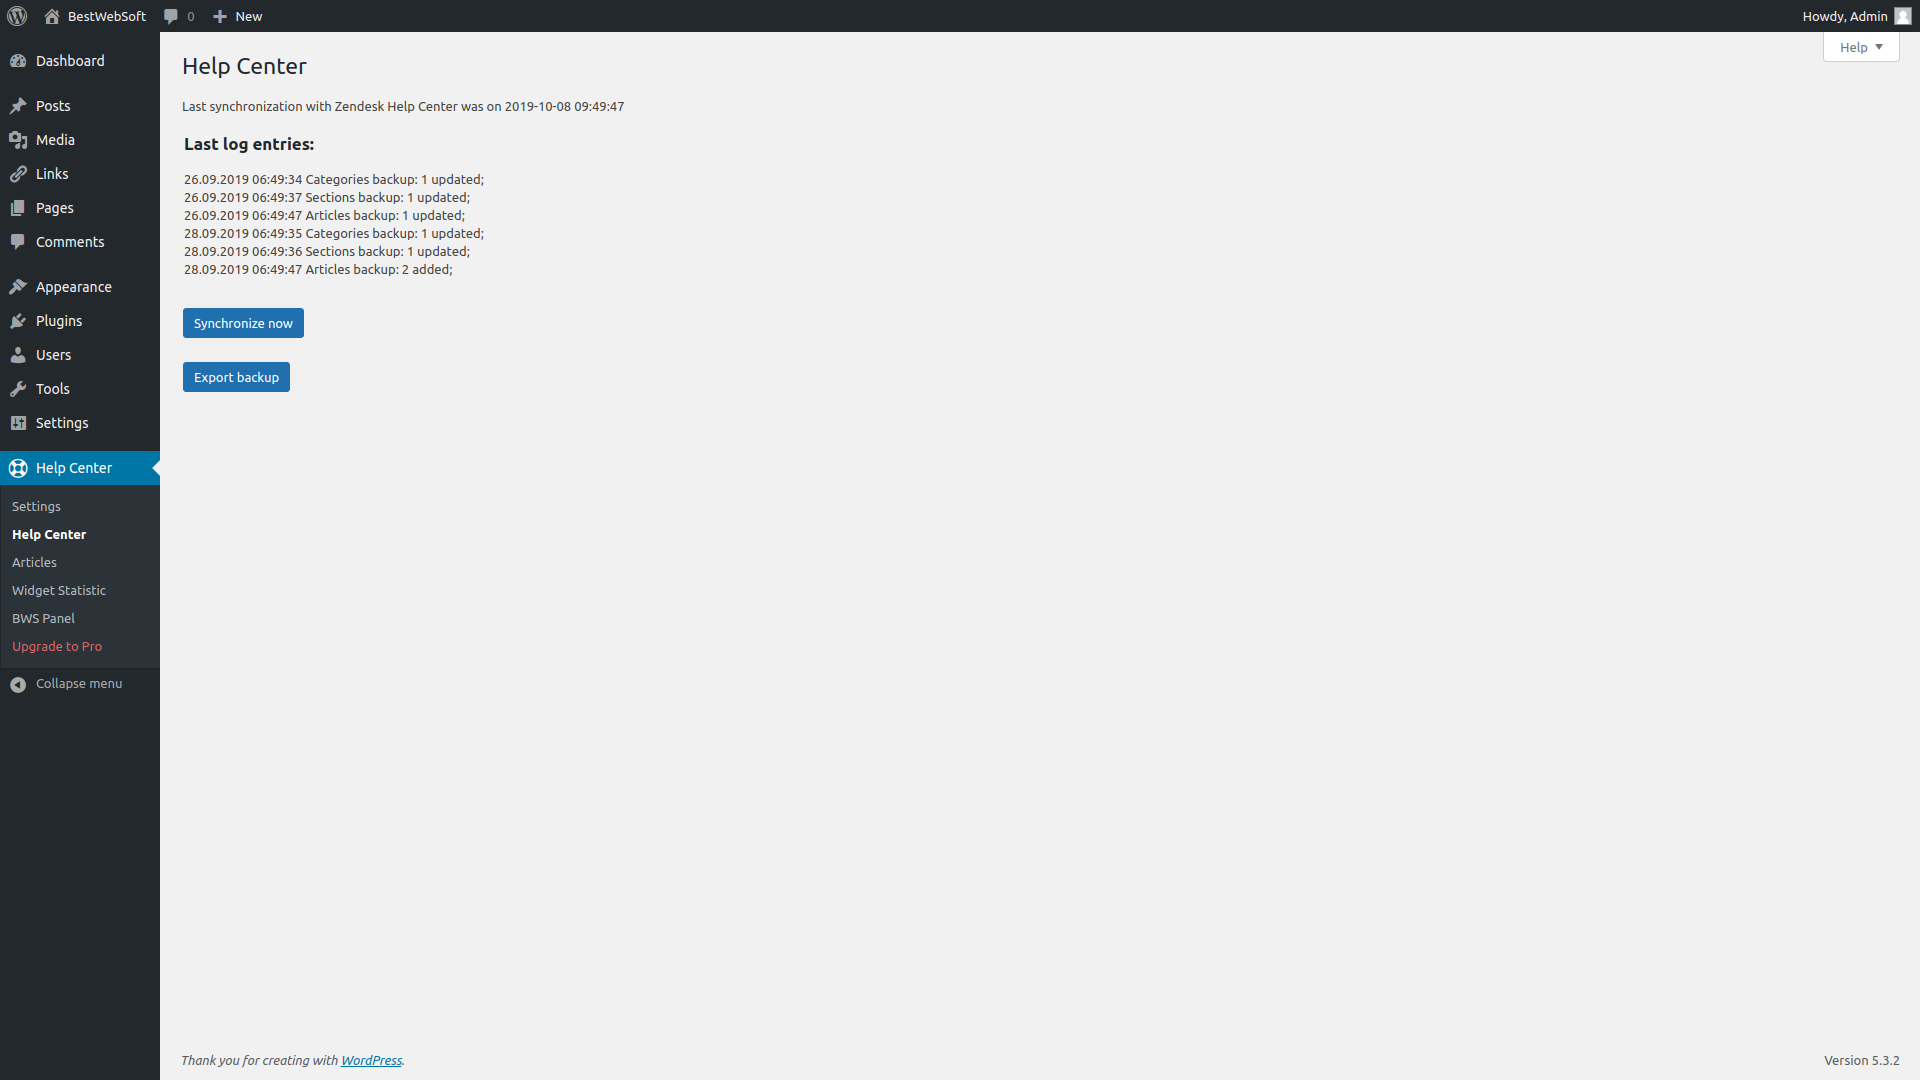 BestWebSoft 0 New Howdy, Admin
Help
Dashboard
Posts
Media
Links
Pages
Comments
Appearance
Plugins
Users
Tools
Settings
Help Center
Settings
Help Center
Articles
Widget Statistic
BWS Panel
Upgrade to Pro
Collapse menu
Help Center
Last synchronization with Zendesk Help Center was on 2019-10-08 09:49:47
Last log entries:
26.09.2019 06:49:34 Categories backup: 1 updated;
26.09.2019 06:49:37 Sections backup: 1 updated;
26.09.2019 06:49:47 Articles backup: 1 updated;
28.09.2019 06:49:35 Categories backup: 1 updated;
28.09.2019 06:49:36 Sections backup: 1 updated;
28.09.2019 06:49:47 Articles backup: 2 added;
Synchronize now
Export backup
Thank you for creating with WordPress.
Version 5.3.2